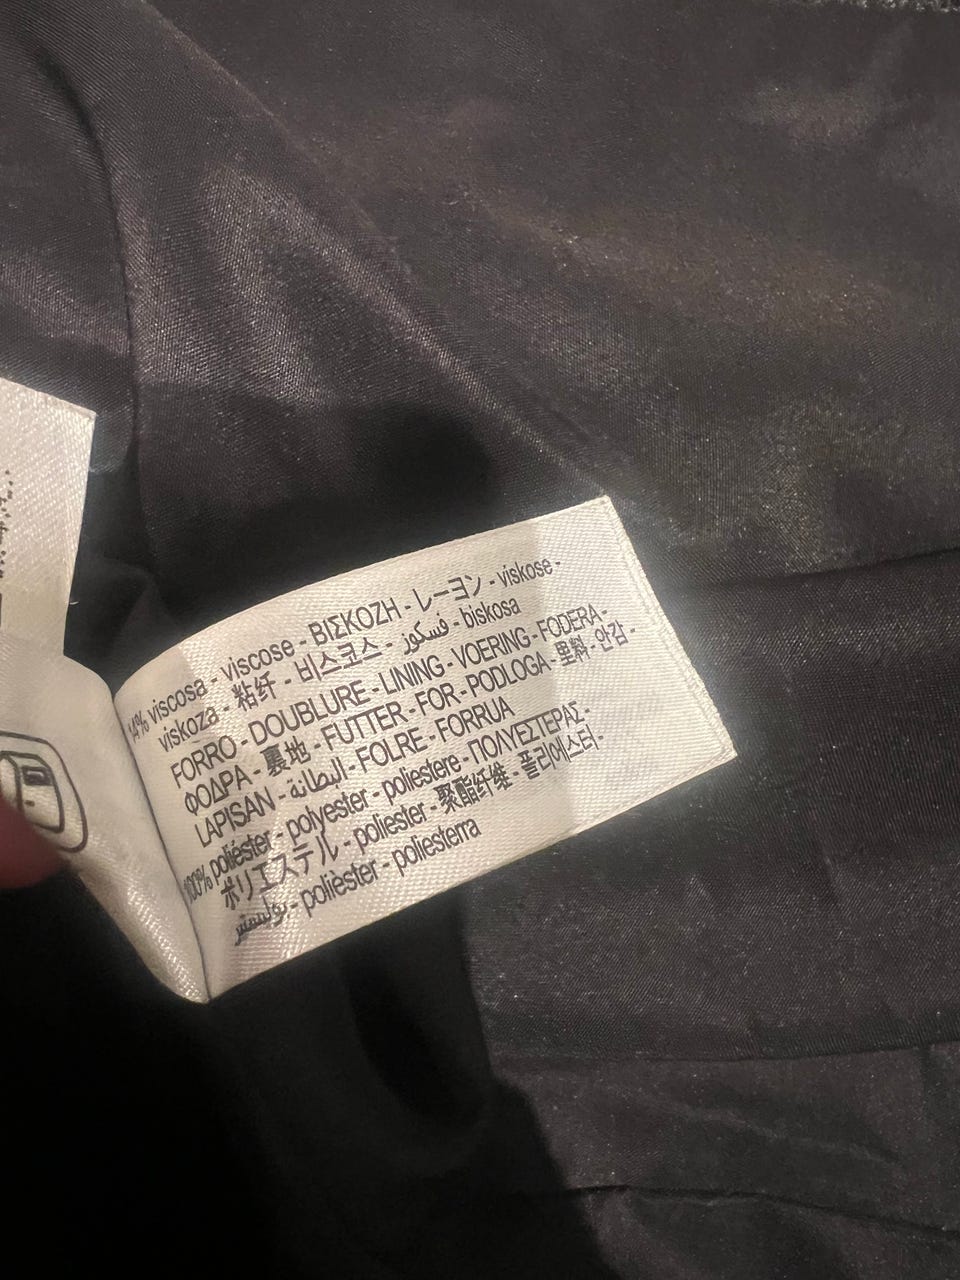 14% viscosa - viscose - ΒΙΣΚΟΖΗ - レーヨン - viskose -
viskoza - 粘纤 - 비스코스 - فسكوز - biskosa
FORRO - DOUBLURE - LINING - VOERING - FODERA -
ΦΟΔΡΑ - 裏地 - FUTTER - FOR - PODLOGA - 里料 - 안감 -
LAPISAN - البطانة - FOLRE - FORRUA
100% poliéster - polyester - poliestere - ΠΟΛΥΕΣΤΕΡΑΣ -
ポリエステル - poliester - 聚酯纤维 - 폴리에스터 -
بوليستر - polièster - poliesterra